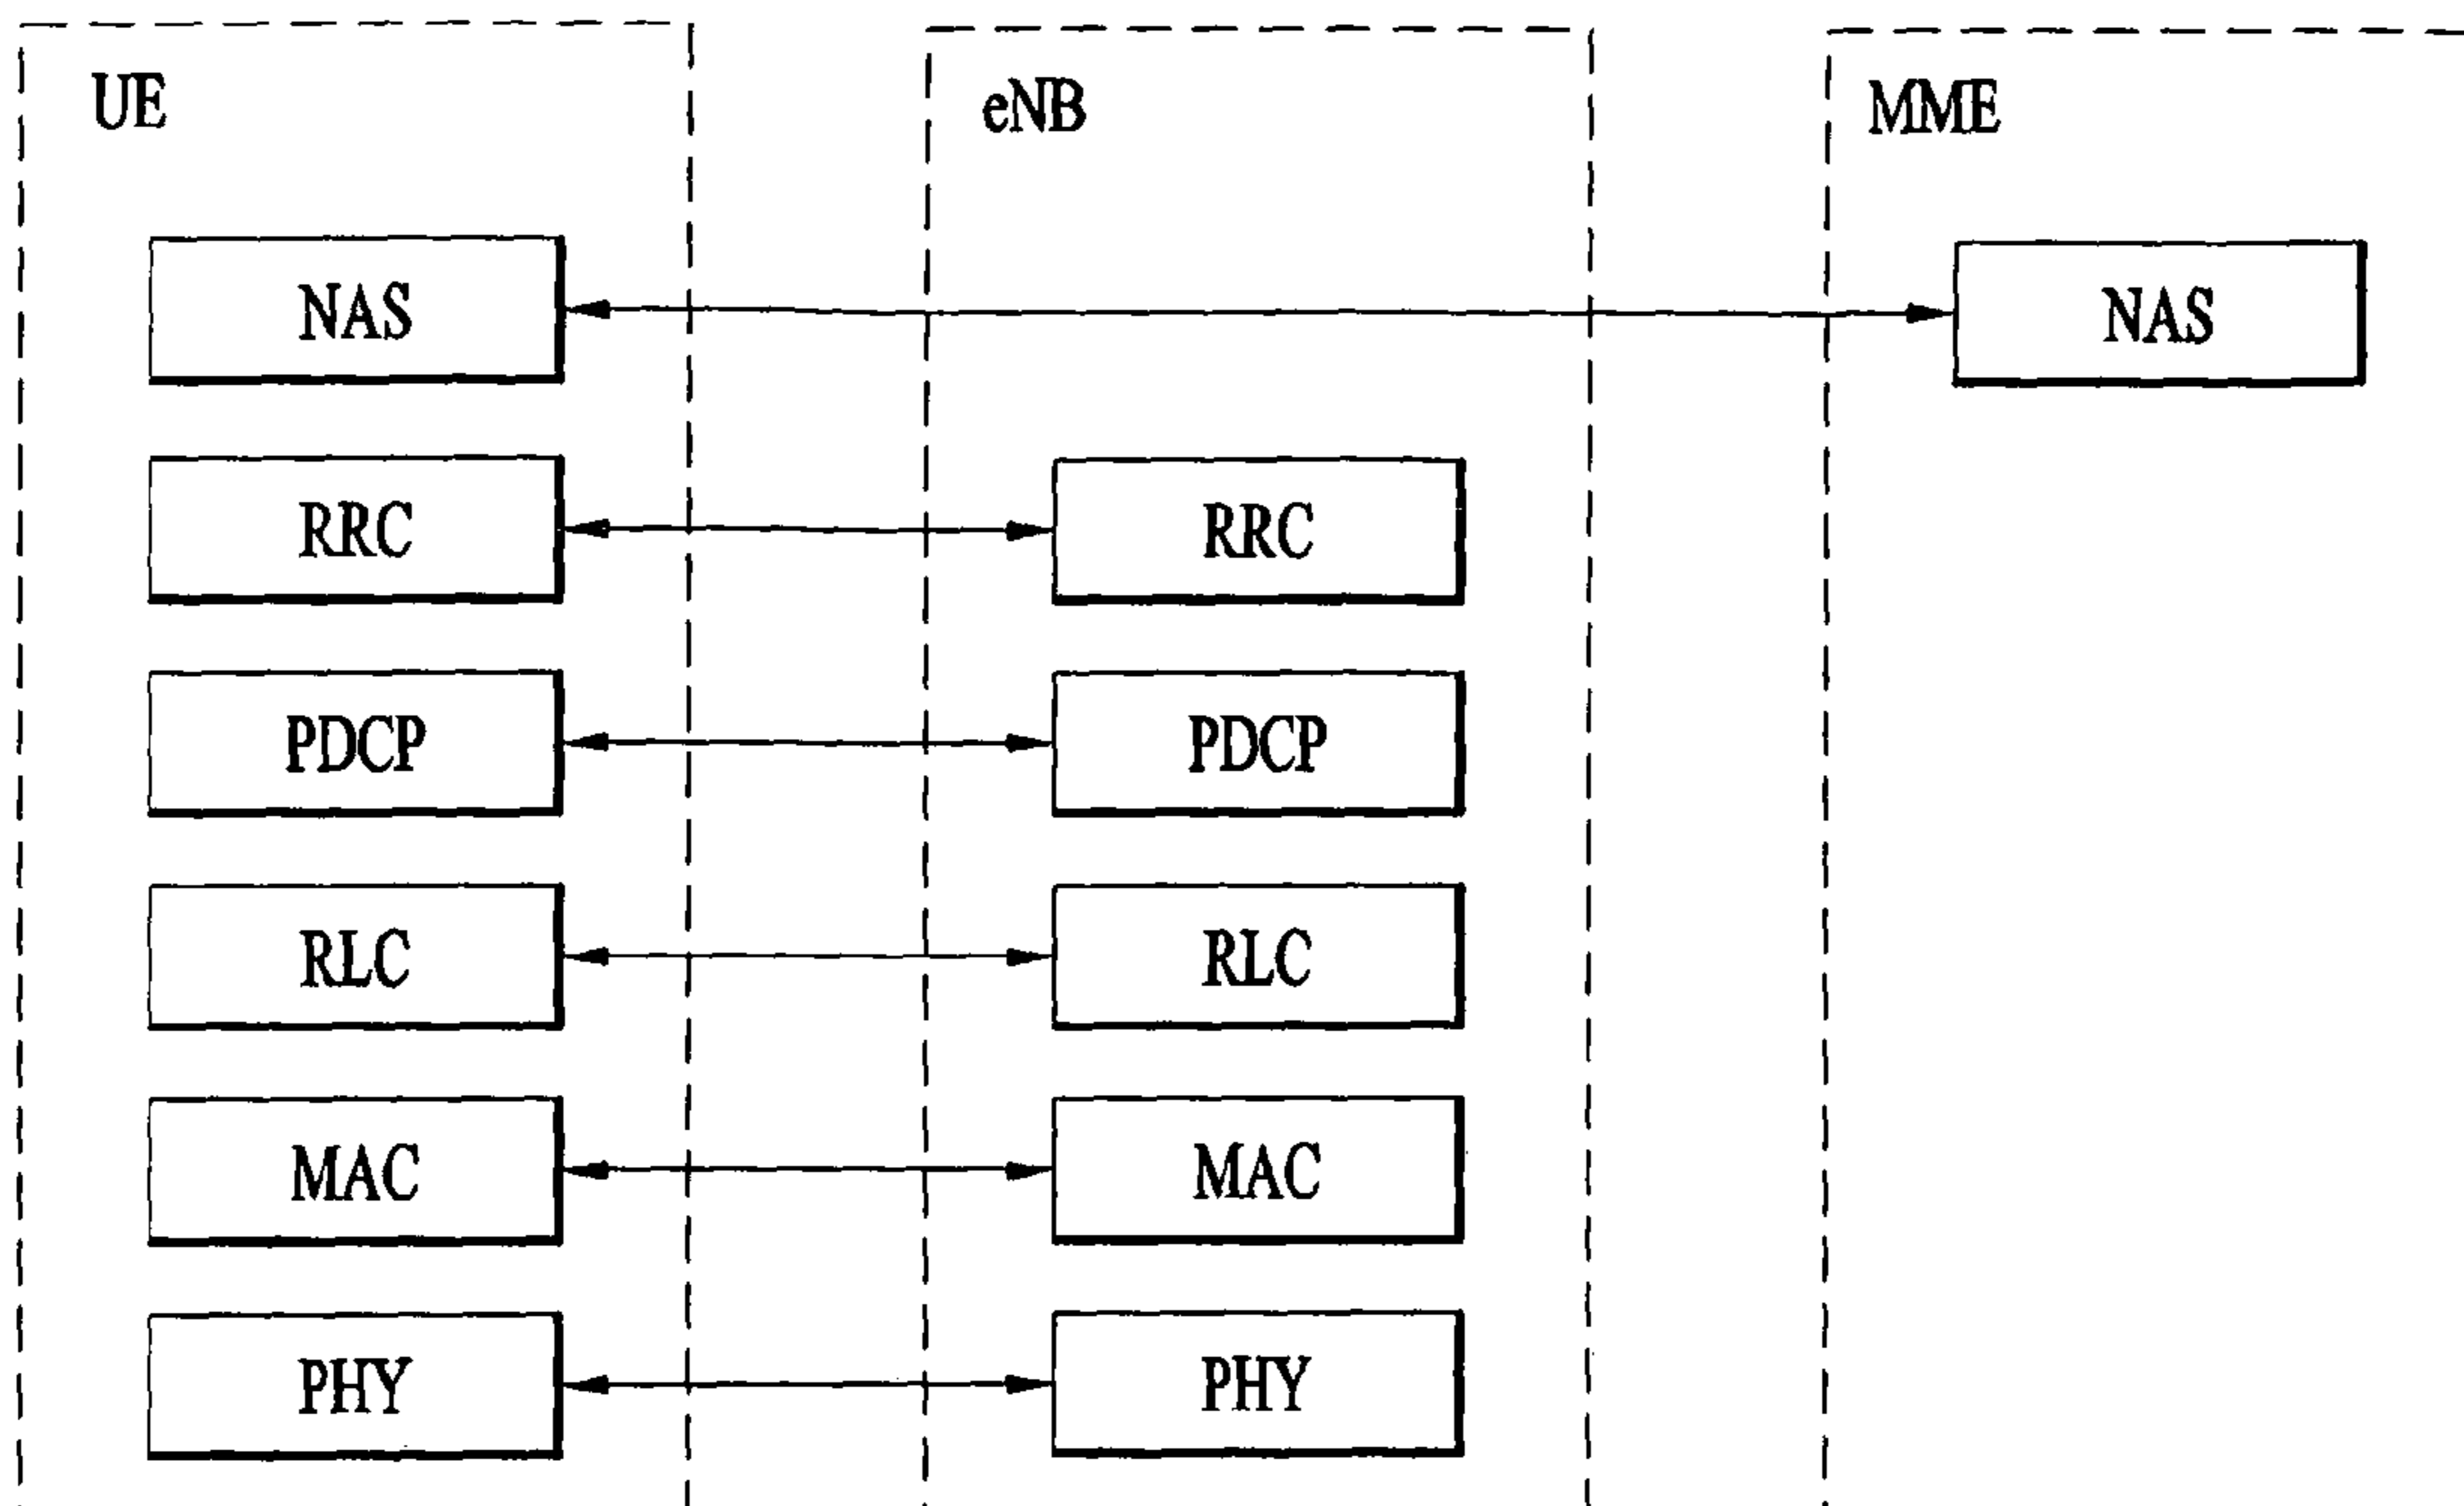 UE
eNB
MME
NAS
NAS
RRC
RRC
PDCP
PDCP
RLC
RLC
MAC
MAC
PHY
PHY